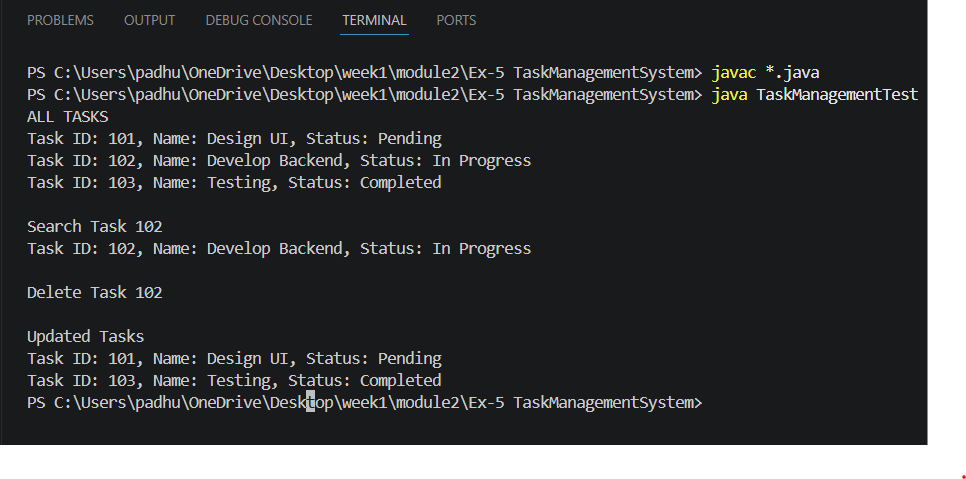 PROBLEMS OUTPUT DEBUG CONSOLE TERMINAL PORTS
PS C:\Users\padhu\OneDrive\Desktop\week1\module2\Ex-5 TaskManagementSystem> javac *.java
PS C:\Users\padhu\OneDrive\Desktop\week1\module2\Ex-5 TaskManagementSystem> java TaskManagementTest
ALL TASKS
Task ID: 101, Name: Design UI, Status: Pending
Task ID: 102, Name: Develop Backend, Status: In Progress
Task ID: 103, Name: Testing, Status: Completed
Search Task 102
Task ID: 102, Name: Develop Backend, Status: In Progress
Delete Task 102
Updated Tasks
Task ID: 101, Name: Design UI, Status: Pending
Task ID: 103, Name: Testing, Status: Completed
PS C:\Users\padhu\OneDrive\Desktop\week1\module2\Ex-5 TaskManagementSystem>